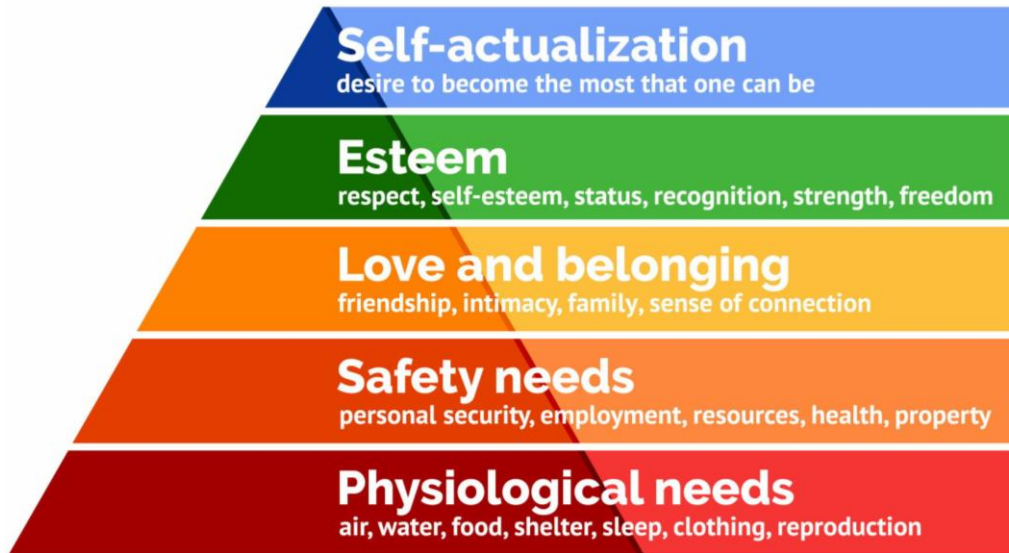 Self-actualization
desire to become the most that one can be
Esteem
respect, self-esteem, status, recognition, strength, freedom
Love and belonging
friendship, intimacy, family, sense of connection
Safety needs
personal security, employment, resources, health, property
Physiological needs
air, water, food, shelter, sleep, clothing, reproduction